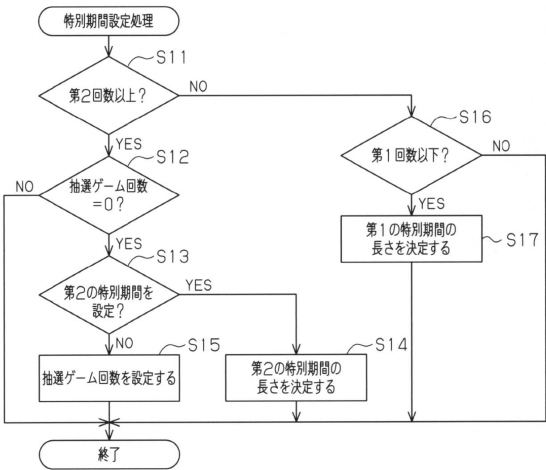 特別期間設定処理
S11
第2回数以上?
NO
YES
S16
第1回数以下?
NO
YES
S12
抽選ゲーム回数
=0?
NO
YES
第1の特別期間の
長さを決定する
S17
S13
第2の特別期間を
設定?
YES
NO
S15
抽選ゲーム回数を設定する
S14
第2の特別期間の
長さを決定する
終了